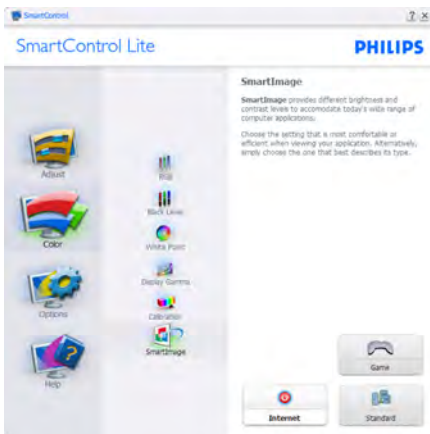 SmartControl
SmartControl Lite
PHILIPS
Adjust
Color
Options
Help
RGB
Black Level
White Point
Display Gamma
Calibration
SmartImage
SmartImage
SmartImage provides different brightness and
contrast levels to accomodate today's wide range of
computer applications.
Choose the setting that is most comfortable or
efficient when viewing your application. Alternatively,
simply choose the one that best describes its type.
Game
Internet
Standard